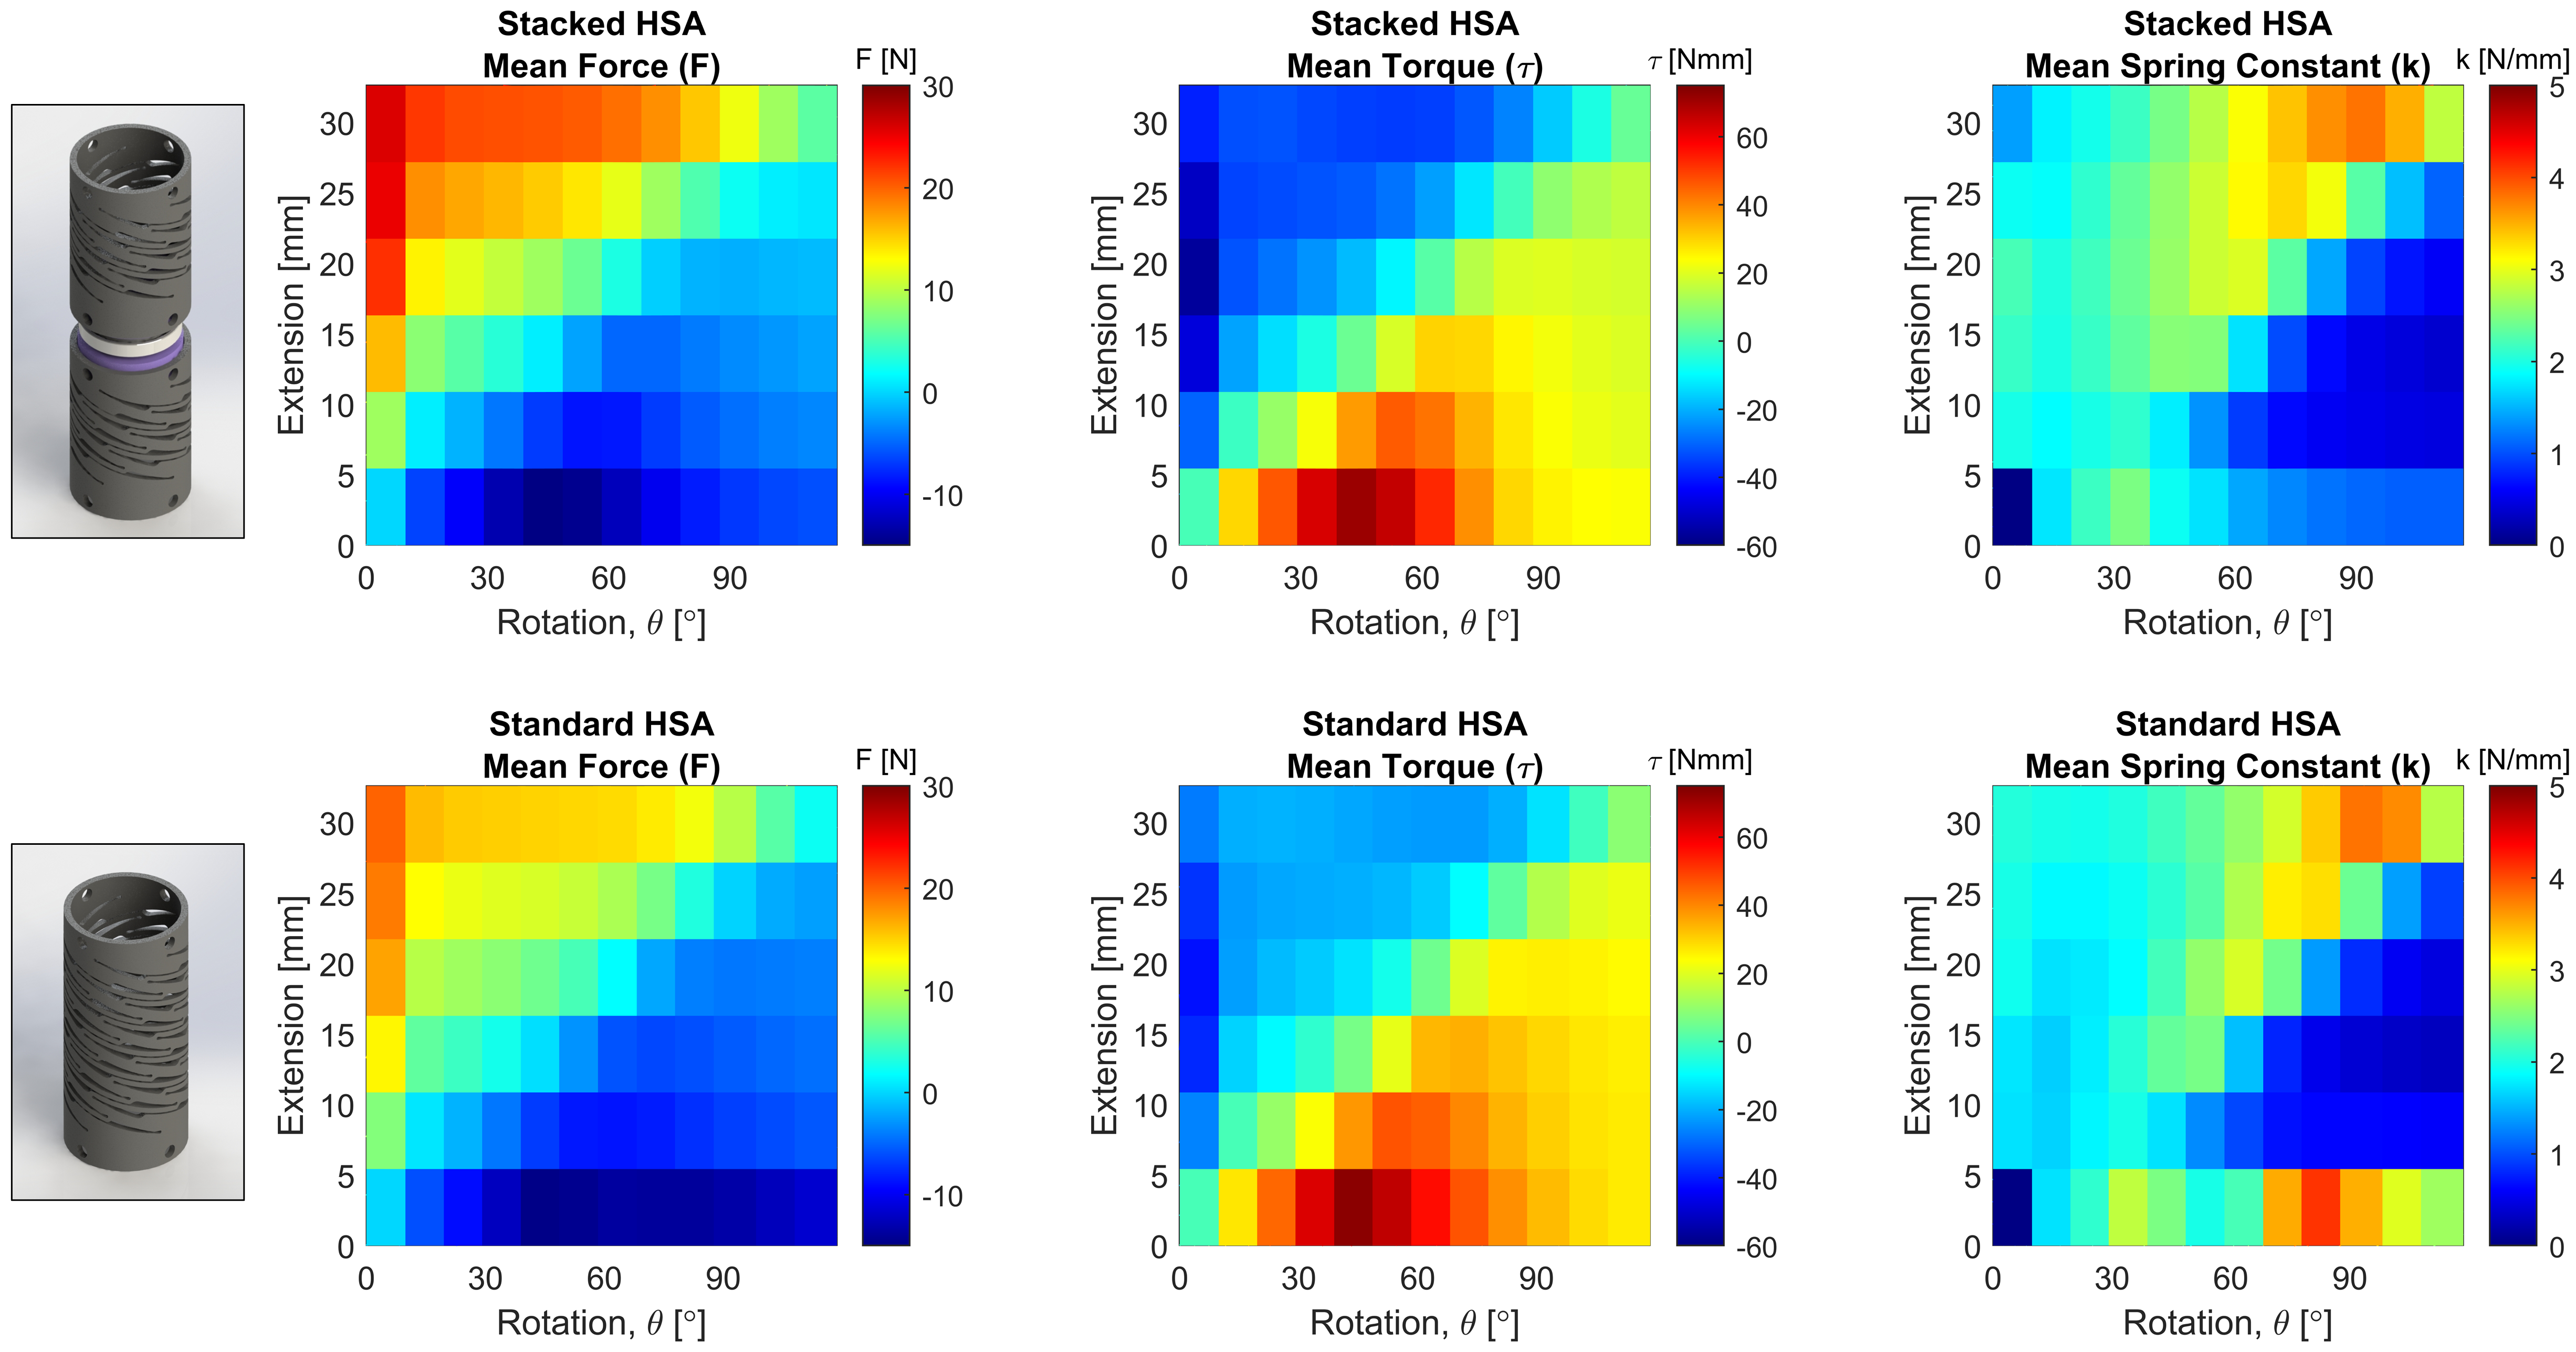 Stacked HSA
Mean Force (F)
F [N]
30
20
10
0
-10
30
25
20
15
10
5
0
Extension [mm]
0 30 60 90
Rotation, θ [°]
Stacked HSA
Mean Torque (τ)
τ [Nmm]
60
40
20
0
-20
-40
-60
30
25
20
15
10
5
0
Extension [mm]
0 30 60 90
Rotation, θ [°]
Stacked HSA
Mean Spring Constant (k)
k [N/mm]
5
4
3
2
1
0
30
25
20
15
10
5
0
Extension [mm]
0 30 60 90
Rotation, θ [°]
Standard HSA
Mean Force (F)
F [N]
30
20
10
0
-10
30
25
20
15
10
5
0
Extension [mm]
0 30 60 90
Rotation, θ [°]
Standard HSA
Mean Torque (τ)
τ [Nmm]
60
40
20
0
-20
-40
-60
30
25
20
15
10
5
0
Extension [mm]
0 30 60 90
Rotation, θ [°]
Standard HSA
Mean Spring Constant (k)
k [N/mm]
5
4
3
2
1
0
30
25
20
15
10
5
0
Extension [mm]
0 30 60 90
Rotation, θ [°]